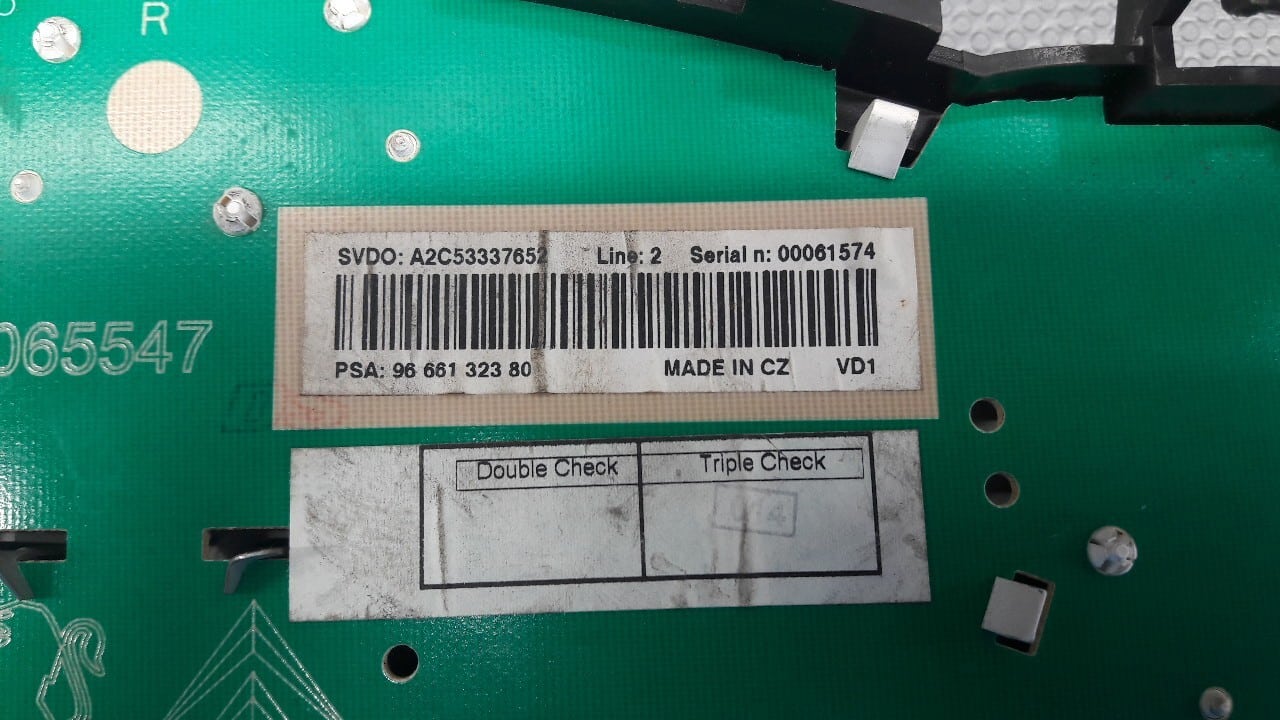 R
SVDO: A2C53337652 Line: 2 Serial n: 00061574
065547
PSA: 96 661 323 80 MADE IN CZ VD1
Double Check Triple Check